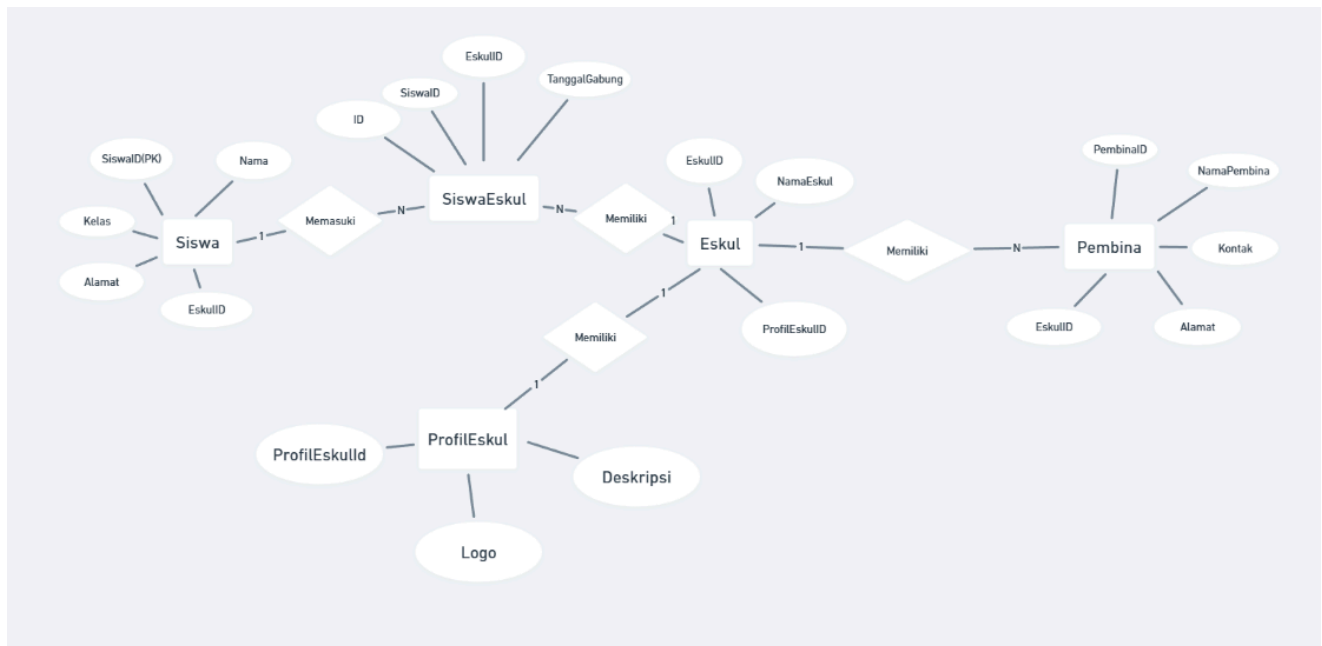 EskulID
TanggalGabung
SiswaID
ID
SiswaID(PK)
Nama
Kelas
Siswa
Alamat
EskulID
1
Memasuki
N
SiswaEskul
N
Memiliki
1
EskulID
NamaEskul
Eskul
ProfilEskulID
1
Memiliki
N
PembinaID
NamaPembina
Pembina
Kontak
EskulID
Alamat
1
Memiliki
1
ProfilEskul
ProfilEskulId
Deskripsi
Logo